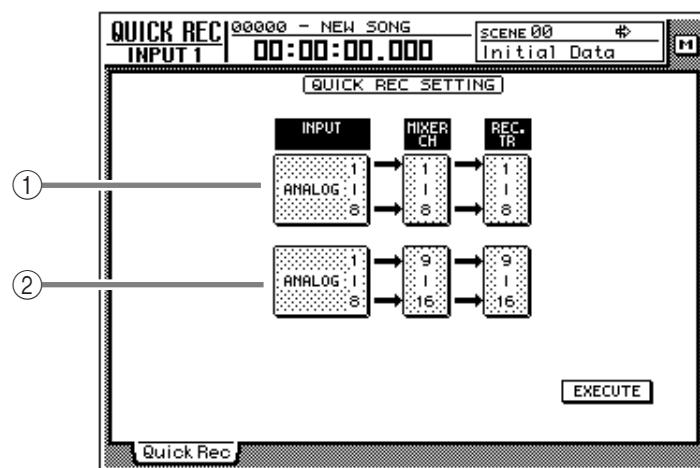 QUICK REC
INPUT 1
00000 - NEW SONG
00:00:00.000
SCENE 00
Initial Data
M
QUICK REC SETTING
INPUT
MIXER CH
REC. TR
①
ANALOG 1 | 8
1 | 8
1 | 8
②
ANALOG 1 | 8
9 | 16
9 | 16
EXECUTE
Quick Rec